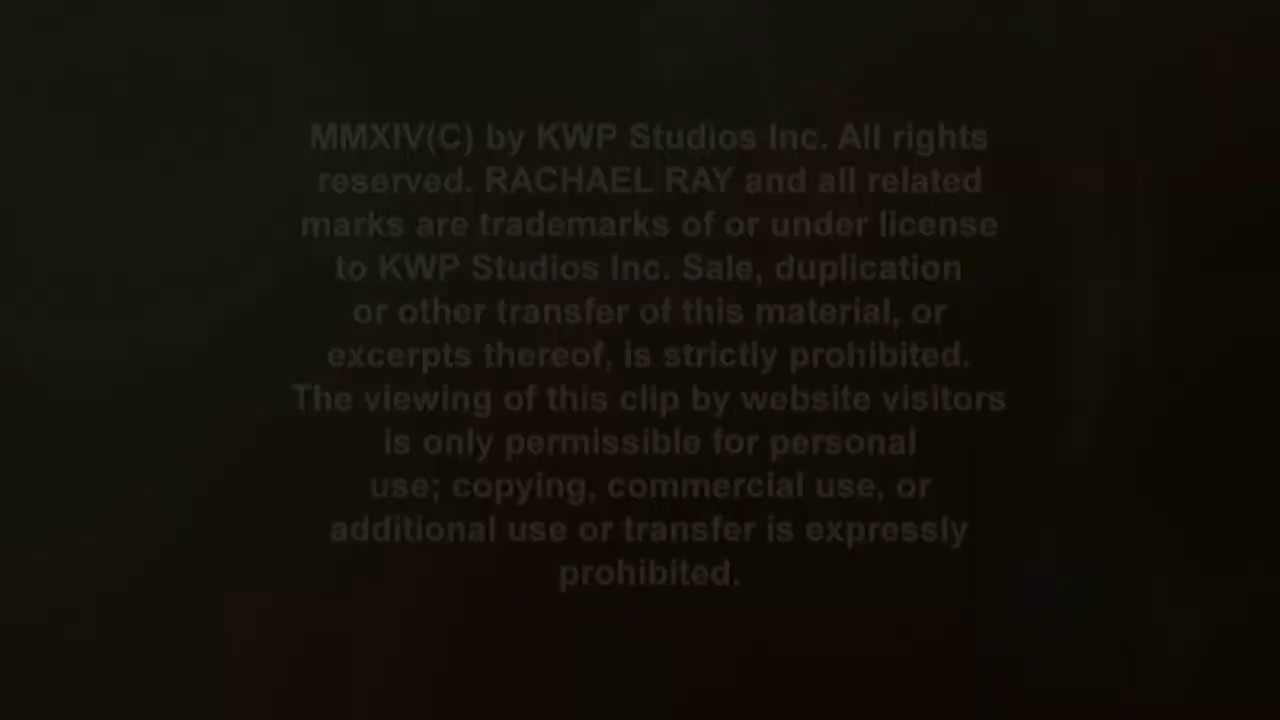 MMXIV(C) by KWP Studios Inc. All rights
reserved. RACHAEL RAY and all related
marks are trademarks of or under license
to KWP Studios Inc. Sale, duplication
or other transfer of this material, or
excerpts thereof, is strictly prohibited.
The viewing of this clip by website visitors
is only permissible for personal
use; copying, commercial use, or
additional use or transfer is expressly
prohibited.